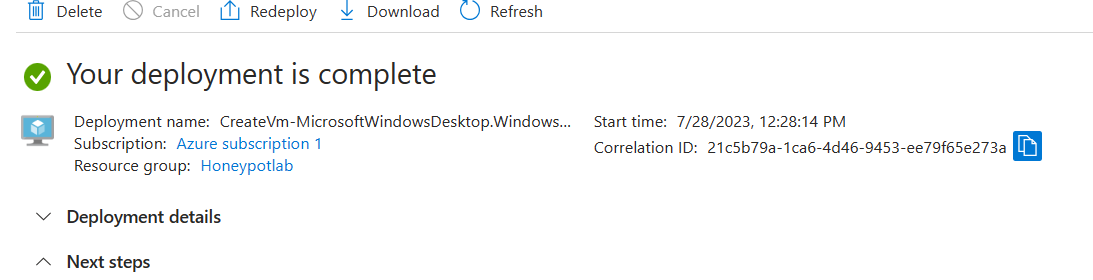 Delete Cancel Redeploy Download Refresh
Your deployment is complete
Deployment name: CreateVm-MicrosoftWindowsDesktop.Windows...
Subscription: Azure subscription 1
Resource group: Honeypotlab
Start time: 7/28/2023, 12:28:14 PM
Correlation ID: 21c5b79a-1ca6-4d46-9453-ee79f65e273a
Deployment details
Next steps